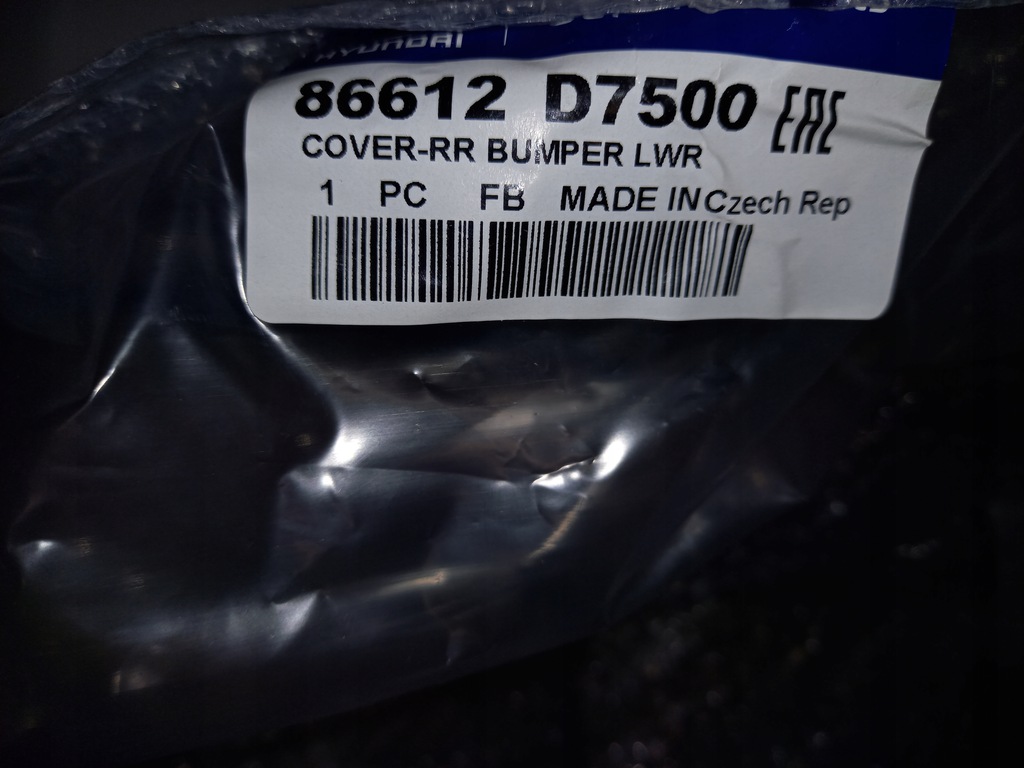 HYUNDAI
86612 D7500 EAC
COVER-RR BUMPER LWR
1 PC FB MADE IN Czech Rep